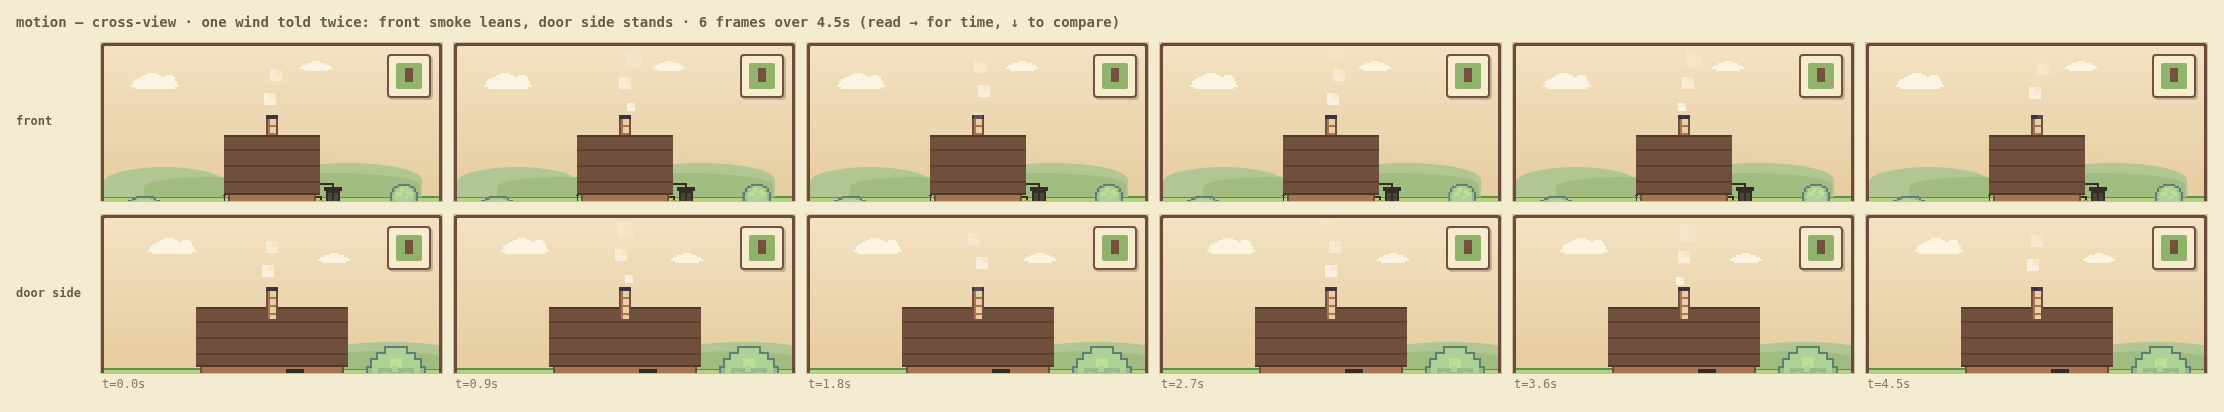 motion — cross-view · one wind told twice: front smoke leans, door side stands · 6 frames over 4.5s (read → for time, ↓ to compare)
front
door side
t=0.0s t=0.9s t=1.8s t=2.7s t=3.6s t=4.5s